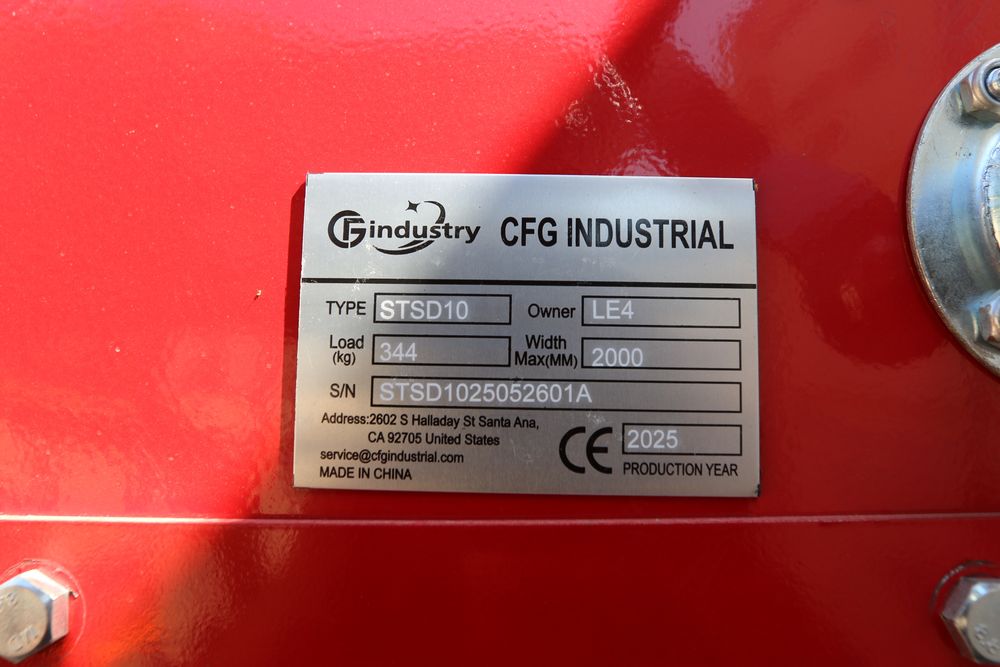 CFindustry CFG INDUSTRIAL
TYPE STSD10 Owner LE4
Load (kg) 344 Width Max(MM) 2000
S/N STSD1025052601A
Address:2602 S Halladay St Santa Ana,
CA 92705 United States
service@cfgindustrial.com
MADE IN CHINA
CE 2025
PRODUCTION YEAR